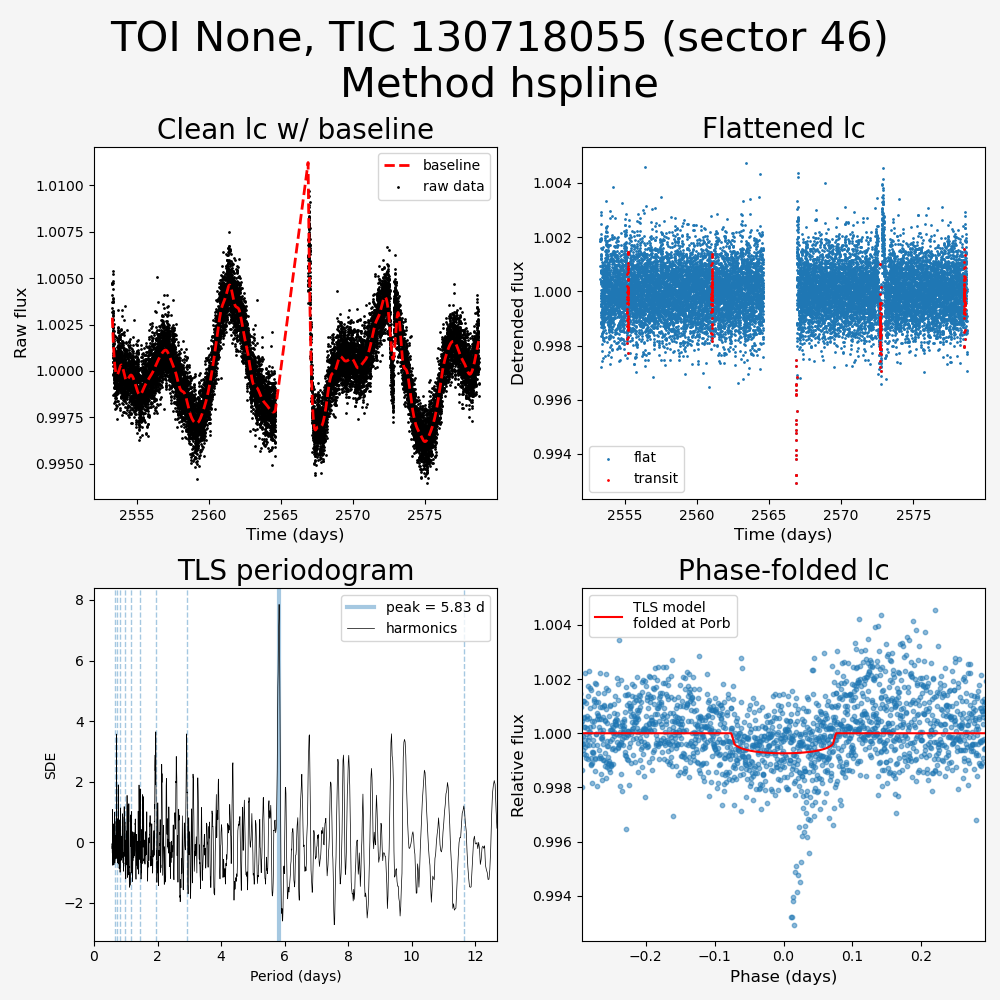 TOI None, TIC 130718055 (sector 46)
Method hspline
Clean lc w/ baseline
Raw flux
1.0100
1.0075
1.0050
1.0025
1.0000
0.9975
0.9950
baseline
raw data
2555 2560 2565 2570 2575
Time (days)
Flattened lc
Detrended flux
1.004
1.002
1.000
0.998
0.996
0.994
flat
transit
2555 2560 2565 2570 2575
Time (days)
TLS periodogram
SDE
8
6
4
2
0
−2
peak = 5.83 d
harmonics
0 2 4 6 8 10 12
Period (days)
Phase-folded lc
Relative flux
1.004
1.002
1.000
0.998
0.996
0.994
TLS model
folded at Porb
−0.2 −0.1 0.0 0.1 0.2
Phase (days)